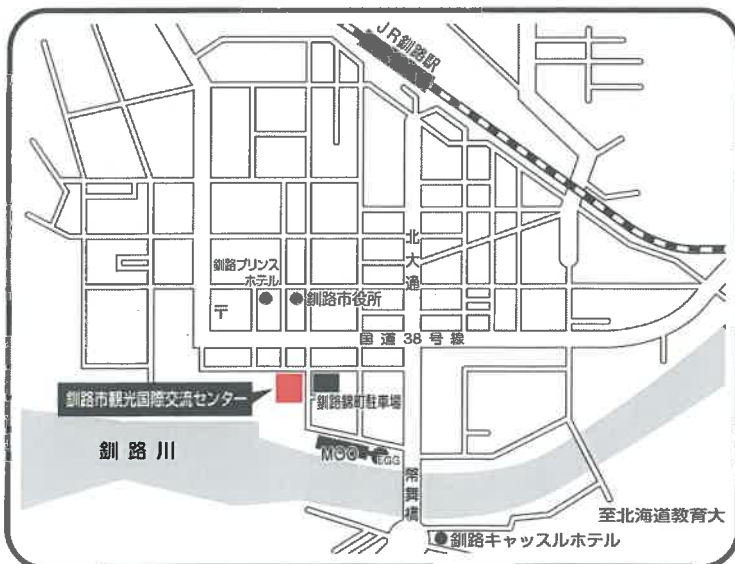 JR釧路駅
北大通
釧路プリンス
ホテル
釧路市役所
〒
国道38号線
釧路市観光国際交流センター
釧路錦町駐車場
釧路川
MOO
EGG
幣舞橋
至北海道教育大
釧路キャッスルホテル